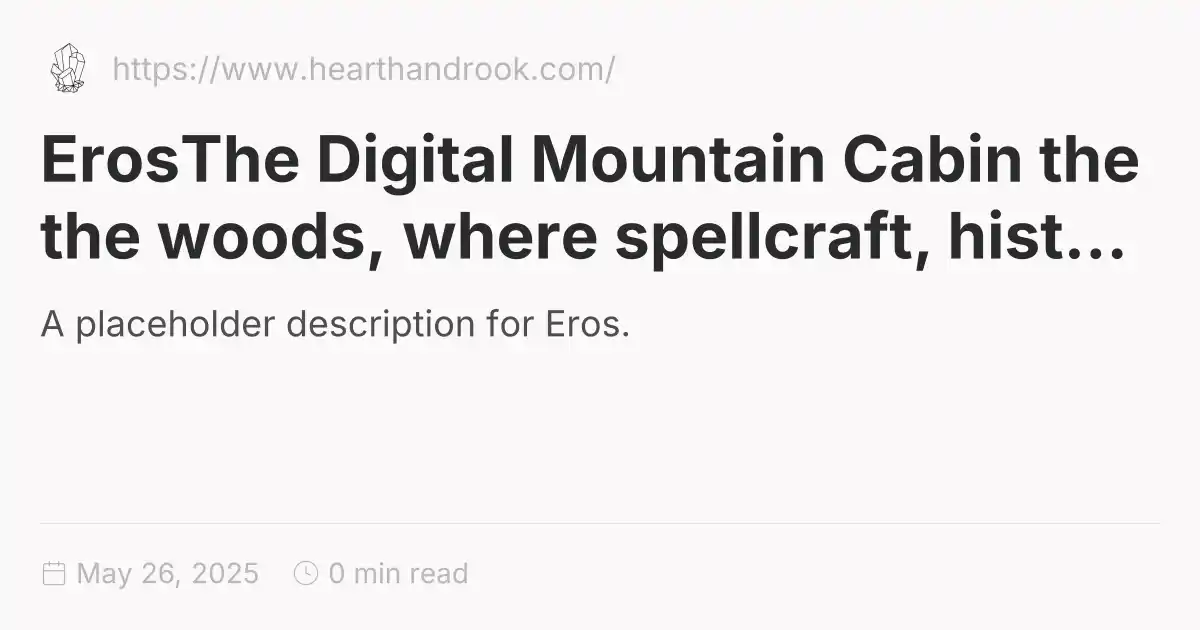 https://www.hearthandrook.com/
ErosThe Digital Mountain Cabin the
the woods, where spellcraft, hist...
A placeholder description for Eros.
May 26, 2025 0 min read